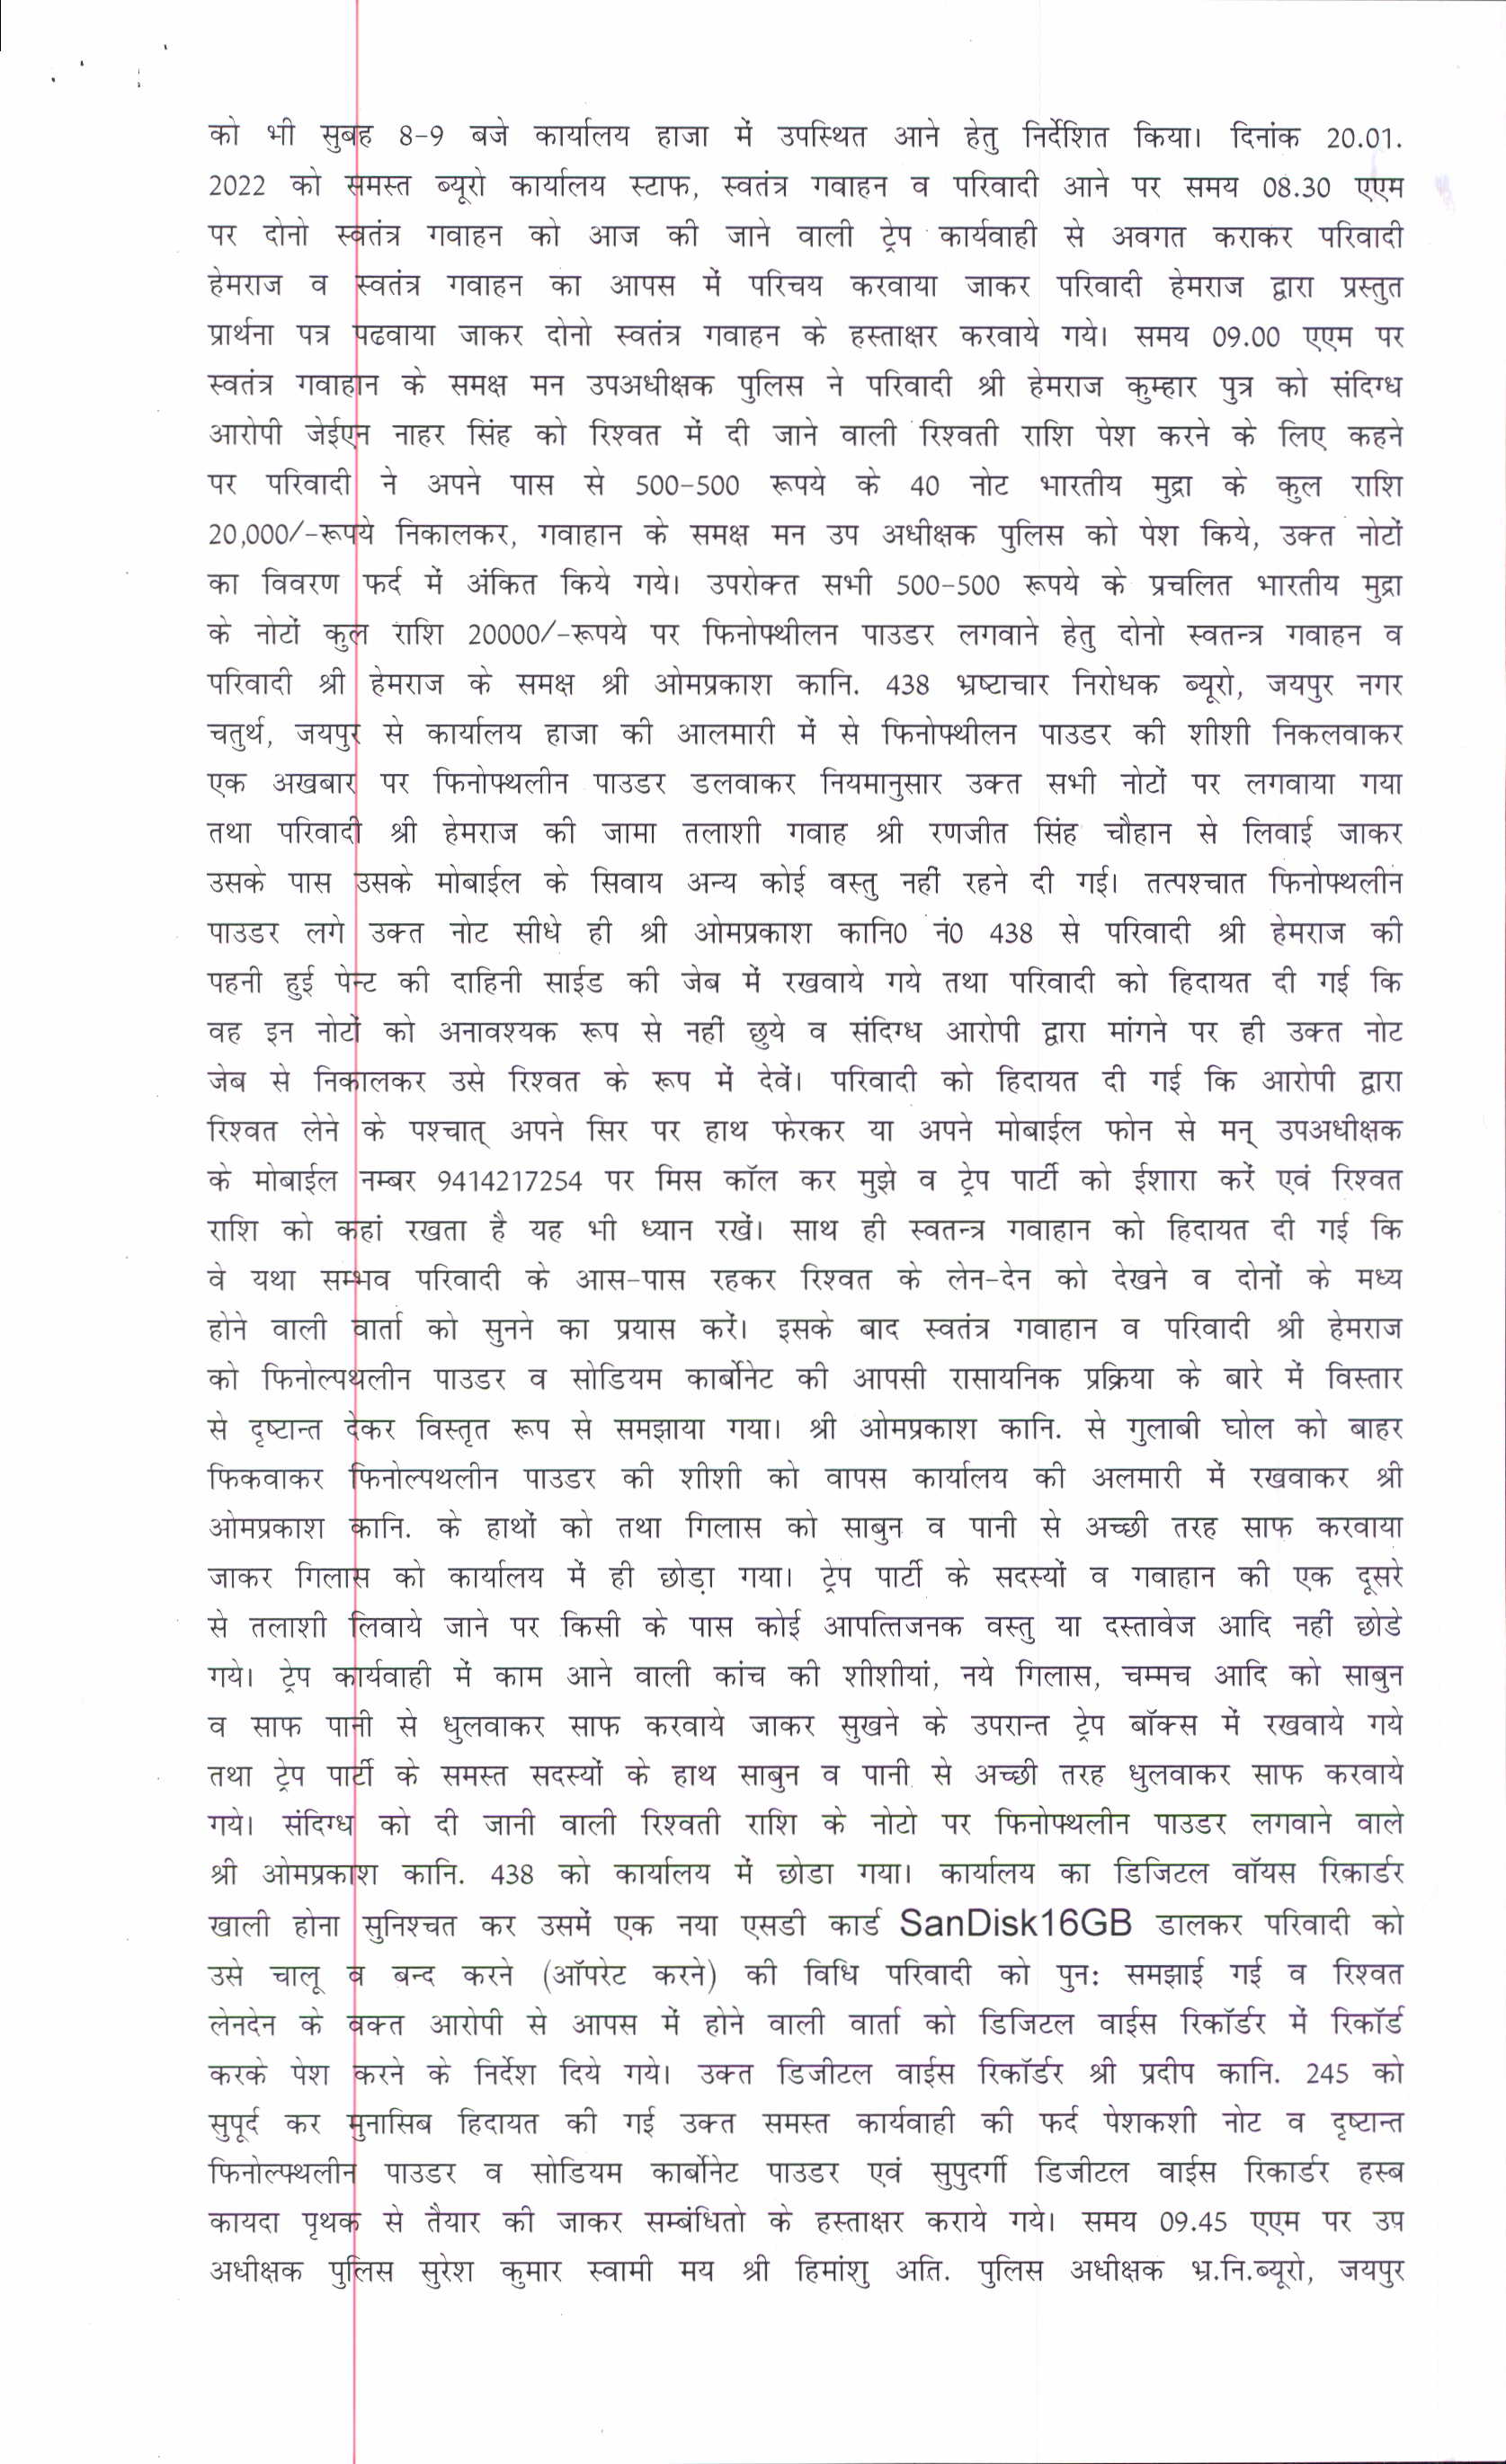 को भी सुबह 8-9 बजे कार्यालय हाजा में उपस्थित आने हेतु निर्देशित किया। दिनांक 20.01.
2022 को समस्त ब्यूरो कार्यालय स्टाफ, स्वतंत्र गवाहन व परिवादी आने पर समय 08.30 एएम
पर दोनो स्वतंत्र गवाहन को आज की जाने वाली ट्रेप कार्यवाही से अवगत कराकर परिवादी
हेमराज व स्वतंत्र गवाहन का आपस में परिचय करवाया जाकर परिवादी हेमराज द्वारा प्रस्तुत
प्रार्थना पत्र पढवाया जाकर दोनो स्वतंत्र गवाहन के हस्ताक्षर करवाये गये। समय 09.00 एएम पर
स्वतंत्र गवाहान के समक्ष मन उपअधीक्षक पुलिस ने परिवादी श्री हेमराज कुम्हार पुत्र को संदिग्ध
आरोपी जेईएन नाहर सिंह को रिश्वत में दी जाने वाली रिश्वती राशि पेश करने के लिए कहने
पर परिवादी ने अपने पास से 500-500 रूपये के 40 नोट भारतीय मुद्रा के कुल राशि
20,000/-रूपये निकालकर, गवाहान के समक्ष मन उप अधीक्षक पुलिस को पेश किये, उक्त नोटों
का विवरण फर्द में अंकित किये गये। उपरोक्त सभी 500-500 रूपये के प्रचलित भारतीय मुद्रा
के नोटों कुल राशि 20000/-रूपये पर फिनोफ्थीलन पाउडर लगवाने हेतु दोनो स्वतन्त्र गवाहन व
परिवादी श्री हेमराज के समक्ष श्री ओमप्रकाश कानि. 438 भ्रष्टाचार निरोधक ब्यूरो, जयपुर नगर
चतुर्थ, जयपुर से कार्यालय हाजा की आलमारी में से फिनोफ्थीलन पाउडर की शीशी निकलवाकर
एक अखबार पर फिनोफ्थलीन पाउडर डलवाकर नियमानुसार उक्त सभी नोटों पर लगवाया गया
तथा परिवादी श्री हेमराज की जामा तलाशी गवाह श्री रणजीत सिंह चौहान से लिवाई जाकर
उसके पास उसके मोबाईल के सिवाय अन्य कोई वस्तु नहीं रहने दी गई। तत्पश्चात फिनोफ्थलीन
पाउडर लगे उक्त नोट सीधे ही श्री ओमप्रकाश कानि0 नं0 438 से परिवादी श्री हेमराज की
पहनी हुई पेन्ट की दाहिनी साईड की जेब में रखवाये गये तथा परिवादी को हिदायत दी गई कि
वह इन नोटों को अनावश्यक रूप से नहीं छुये व संदिग्ध आरोपी द्वारा मांगने पर ही उक्त नोट
जेब से निकालकर उसे रिश्वत के रूप में देवें। परिवादी को हिदायत दी गई कि आरोपी द्वारा
रिश्वत लेने के पश्चात् अपने सिर पर हाथ फेरकर या अपने मोबाईल फोन से मन् उपअधीक्षक
के मोबाईल नम्बर 9414217254 पर मिस कॉल कर मुझे व ट्रेप पार्टी को ईशारा करें एवं रिश्वत
राशि को कहां रखता है यह भी ध्यान रखें। साथ ही स्वतन्त्र गवाहान को हिदायत दी गई कि
वे यथा सम्भव परिवादी के आस-पास रहकर रिश्वत के लेन-देन को देखने व दोनों के मध्य
होने वाली वार्ता को सुनने का प्रयास करें। इसके बाद स्वतंत्र गवाहान व परिवादी श्री हेमराज
को फिनोल्पथलीन पाउडर व सोडियम कार्बोनेट की आपसी रासायनिक प्रक्रिया के बारे में विस्तार
से दृष्टान्त देकर विस्तृत रूप से समझाया गया। श्री ओमप्रकाश कानि. से गुलाबी घोल को बाहर
फिकवाकर फिनोल्पथलीन पाउडर की शीशी को वापस कार्यालय की अलमारी में रखवाकर श्री
ओमप्रकाश कानि. के हाथों को तथा गिलास को साबुन व पानी से अच्छी तरह साफ करवाया
जाकर गिलास को कार्यालय में ही छोड़ा गया। ट्रेप पार्टी के सदस्यों व गवाहान की एक दूसरे
से तलाशी लिवाये जाने पर किसी के पास कोई आपत्तिजनक वस्तु या दस्तावेज आदि नहीं छोडे
गये। ट्रेप कार्यवाही में काम आने वाली कांच की शीशीयां, नये गिलास, चम्मच आदि को साबुन
व साफ पानी से धुलवाकर साफ करवाये जाकर सुखने के उपरान्त ट्रेप बॉक्स में रखवाये गये
तथा ट्रेप पार्टी के समस्त सदस्यों के हाथ साबुन व पानी से अच्छी तरह धुलवाकर साफ करवाये
गये। संदिग्ध को दी जानी वाली रिश्वती राशि के नोटो पर फिनोफ्थलीन पाउडर लगवाने वाले
श्री ओमप्रकाश कानि. 438 को कार्यालय में छोडा गया। कार्यालय का डिजिटल वॉयस रिकार्डर
खाली होना सुनिश्चत कर उसमें एक नया एसडी कार्ड SanDisk16GB डालकर परिवादी को
उसे चालू व बन्द करने (ऑपरेट करने) की विधि परिवादी को पुनः समझाई गई व रिश्वत
लेनदेन के वक्त आरोपी से आपस में होने वाली वार्ता को डिजिटल वाईस रिकॉर्डर में रिकॉर्ड
करके पेश करने के निर्देश दिये गये। उक्त डिजीटल वाईस रिकॉर्डर श्री प्रदीप कानि. 245 को
सुपूर्द कर मुनासिब हिदायत की गई उक्त समस्त कार्यवाही की फर्द पेशकशी नोट व दृष्टान्त
फिनोल्फ्थलीन पाउडर व सोडियम कार्बोनेट पाउडर एवं सुपुदर्गी डिजीटल वाईस रिकार्डर हस्ब
कायदा पृथक से तैयार की जाकर सम्बंधितो के हस्ताक्षर कराये गये। समय 09.45 एएम पर उप
अधीक्षक पुलिस सुरेश कुमार स्वामी मय श्री हिमांशु अति. पुलिस अधीक्षक भ्र.नि.ब्यूरो, जयपुर